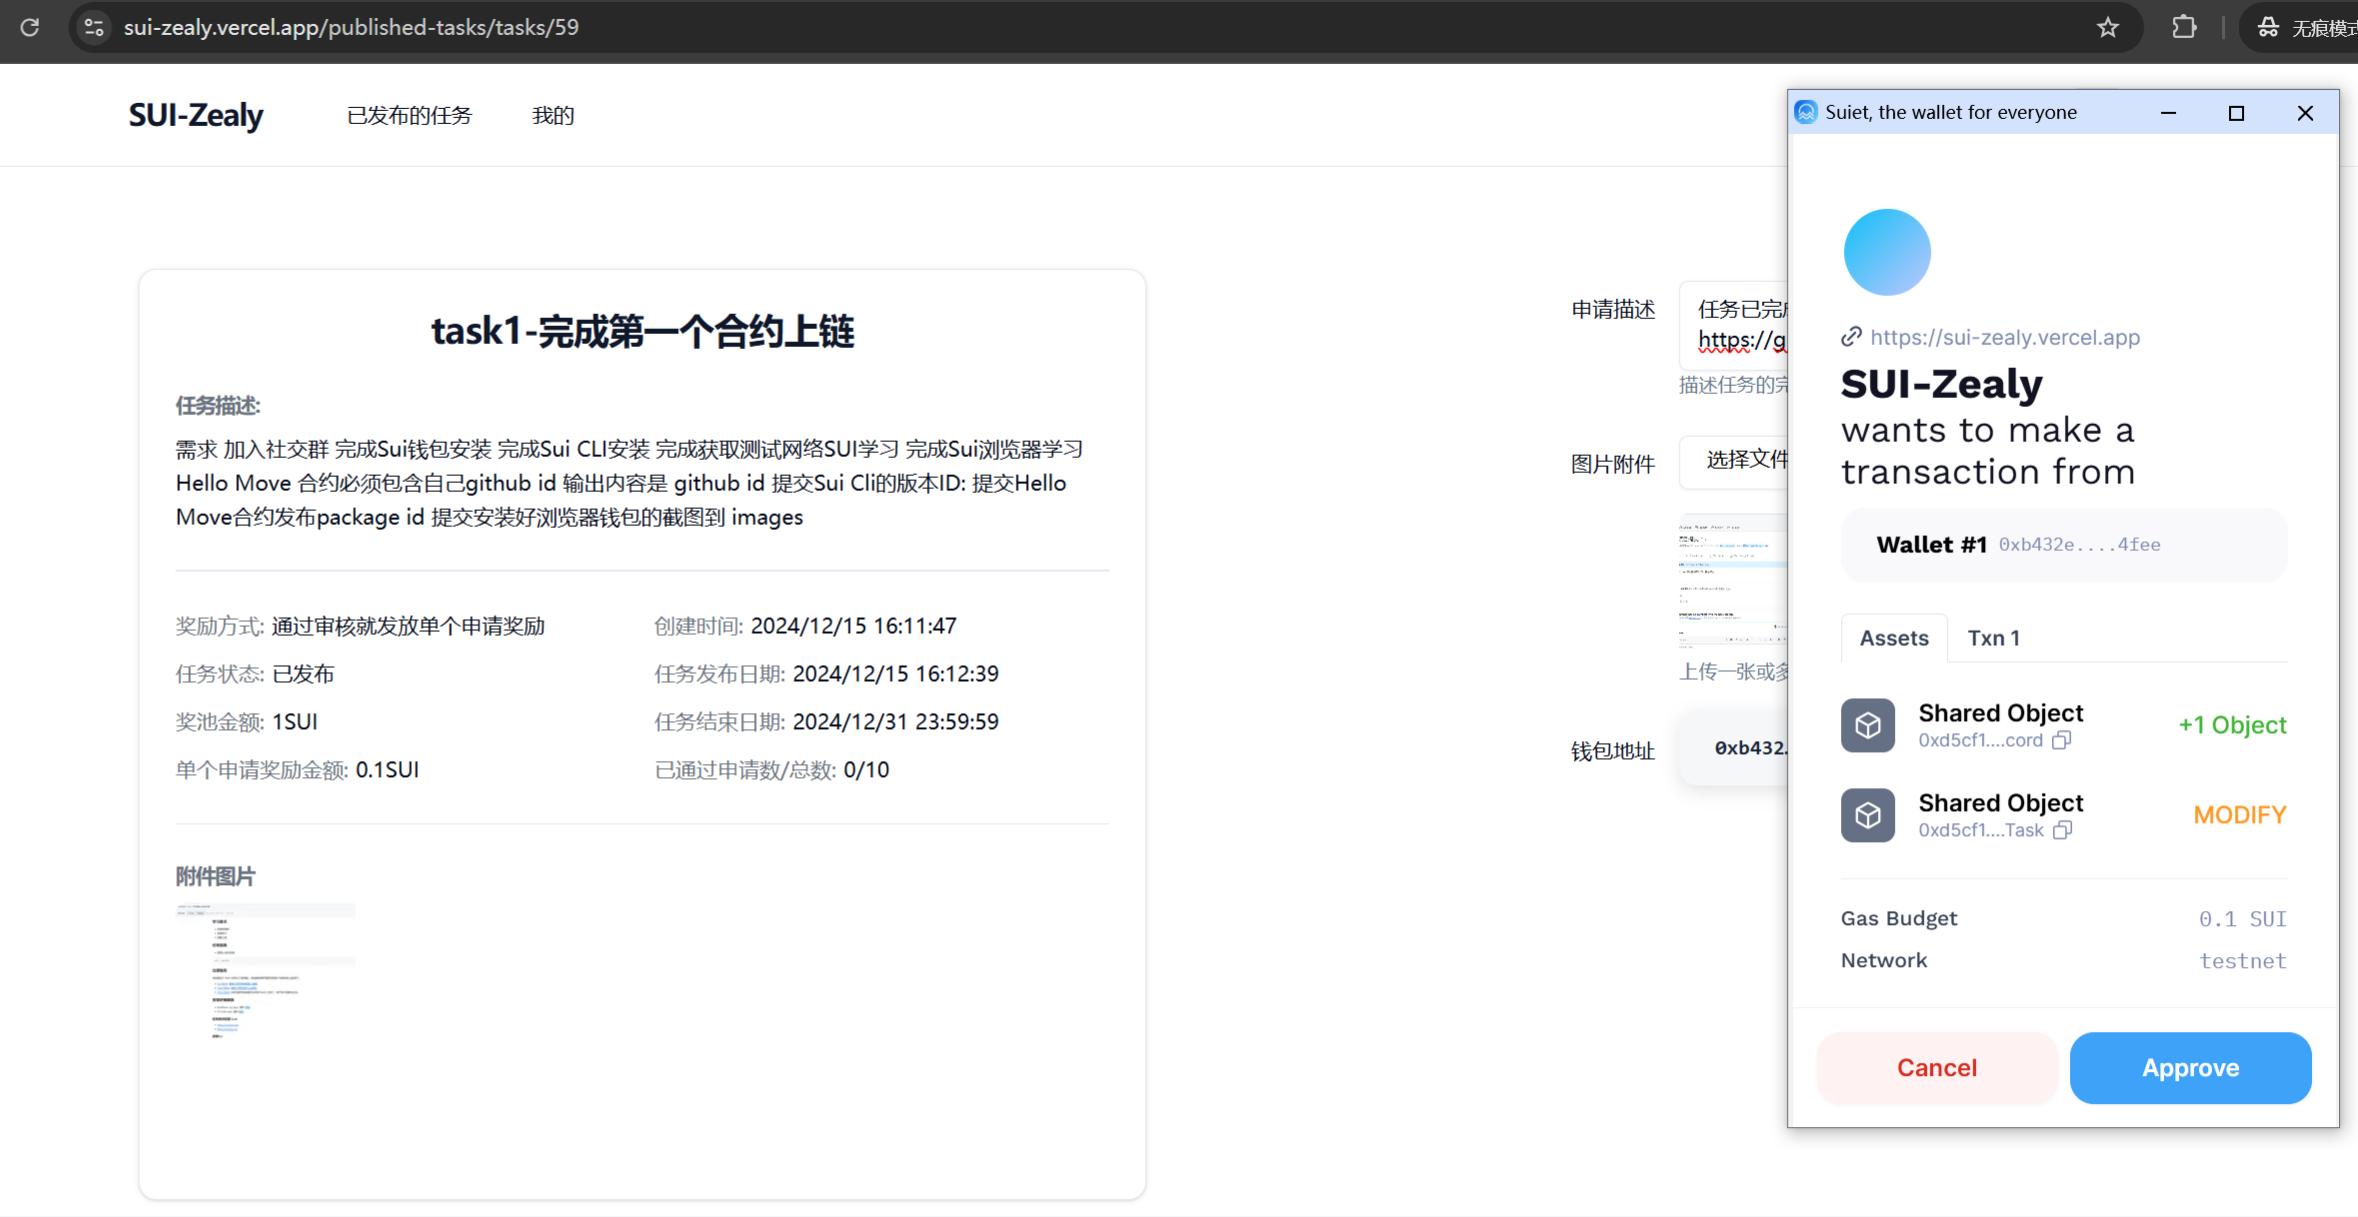 sui-zealy.vercel.app/published-tasks/tasks/59
无痕模式
SUI-Zealy
已发布的任务
我的
task1-完成第一个合约上链
任务描述:
需求 加入社交群 完成Sui钱包安装 完成Sui CLI安装 完成获取测试网络SUI学习 完成Sui浏览器学习
Hello Move 合约必须包含自己github id 输出内容是 github id 提交Sui Cli的版本ID: 提交Hello
Move合约发布package id 提交安装好浏览器钱包的截图到 images
奖励方式: 通过审核就发放单个申请奖励
创建时间: 2024/12/15 16:11:47
任务状态: 已发布
任务发布日期: 2024/12/15 16:12:39
奖池金额: 1SUI
任务结束日期: 2024/12/31 23:59:59
单个申请奖励金额: 0.1SUI
已通过申请数/总数: 0/10
附件图片
申请描述
任务已完成
https://g
描述任务的完
图片附件
选择文件
上传一张或多
钱包地址
0xb432.
Suiet, the wallet for everyone
https://sui-zealy.vercel.app
SUI-Zealy
wants to make a
transaction from
Wallet #1 0xb432e....4fee
Assets
Txn 1
Shared Object
+1 Object
0xd5cf1....cord
Shared Object
MODIFY
0xd5cf1....Task
Gas Budget
0.1 SUI
Network
testnet
Cancel
Approve